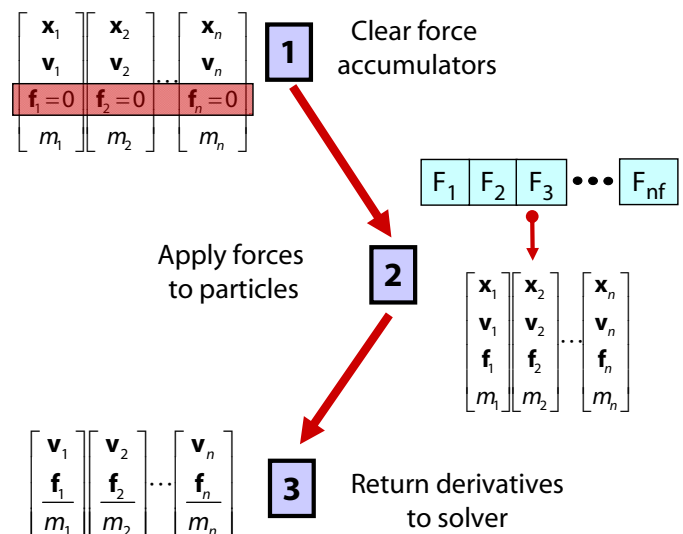 x₁ x₂ xₙ
v₁ v₂ ... vₙ
f₁=0 f₂=0 fₙ=0
m₁ m₂ mₙ
1
Clear force
accumulators
F₁ F₂ F₃ ••• Fnf
Apply forces
to particles
2
x₁ x₂ xₙ
v₁ v₂ vₙ
f₁ f₂ ... fₙ
m₁ m₂ mₙ
v₁ v₂ vₙ
f₁ f₂ ... fₙ
m₁ m₂ mₙ
3
Return derivatives
to solver